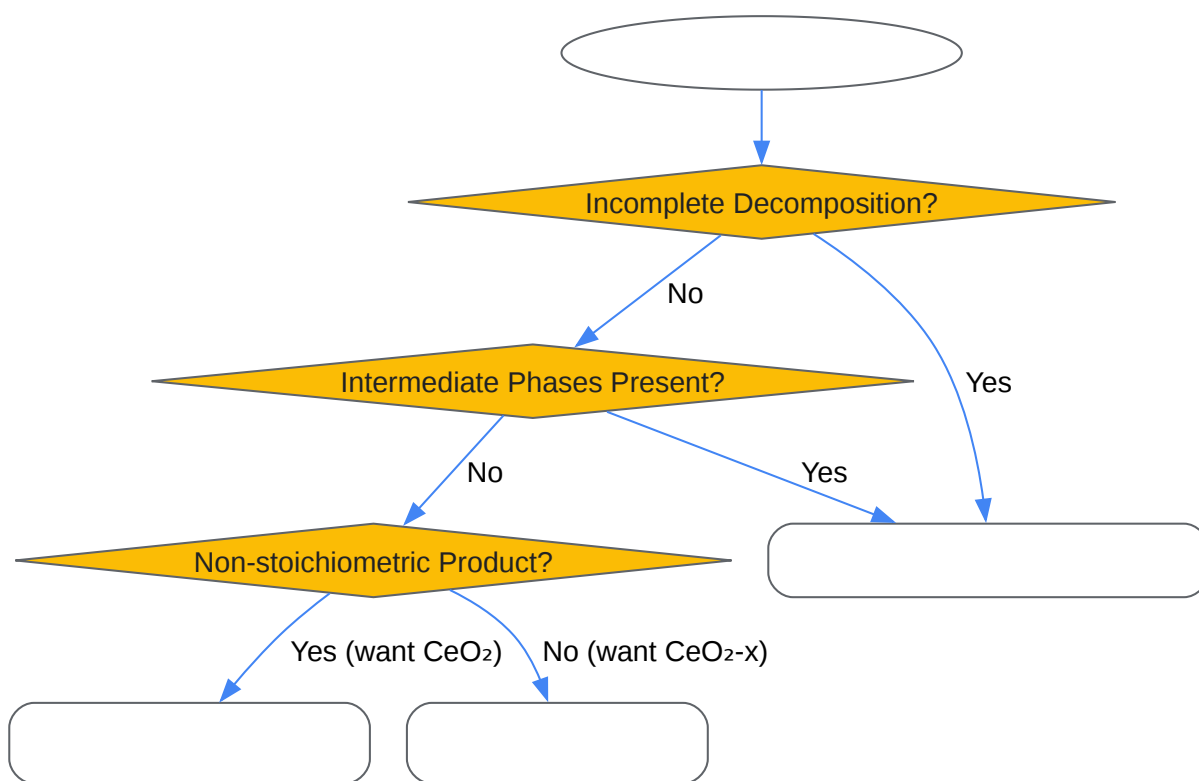 Incomplete Decomposition?
No
Intermediate Phases Present?
Yes
No
Yes
Non-stoichiometric Product?
Yes (want CeO₂)
No (want CeO₂-x)